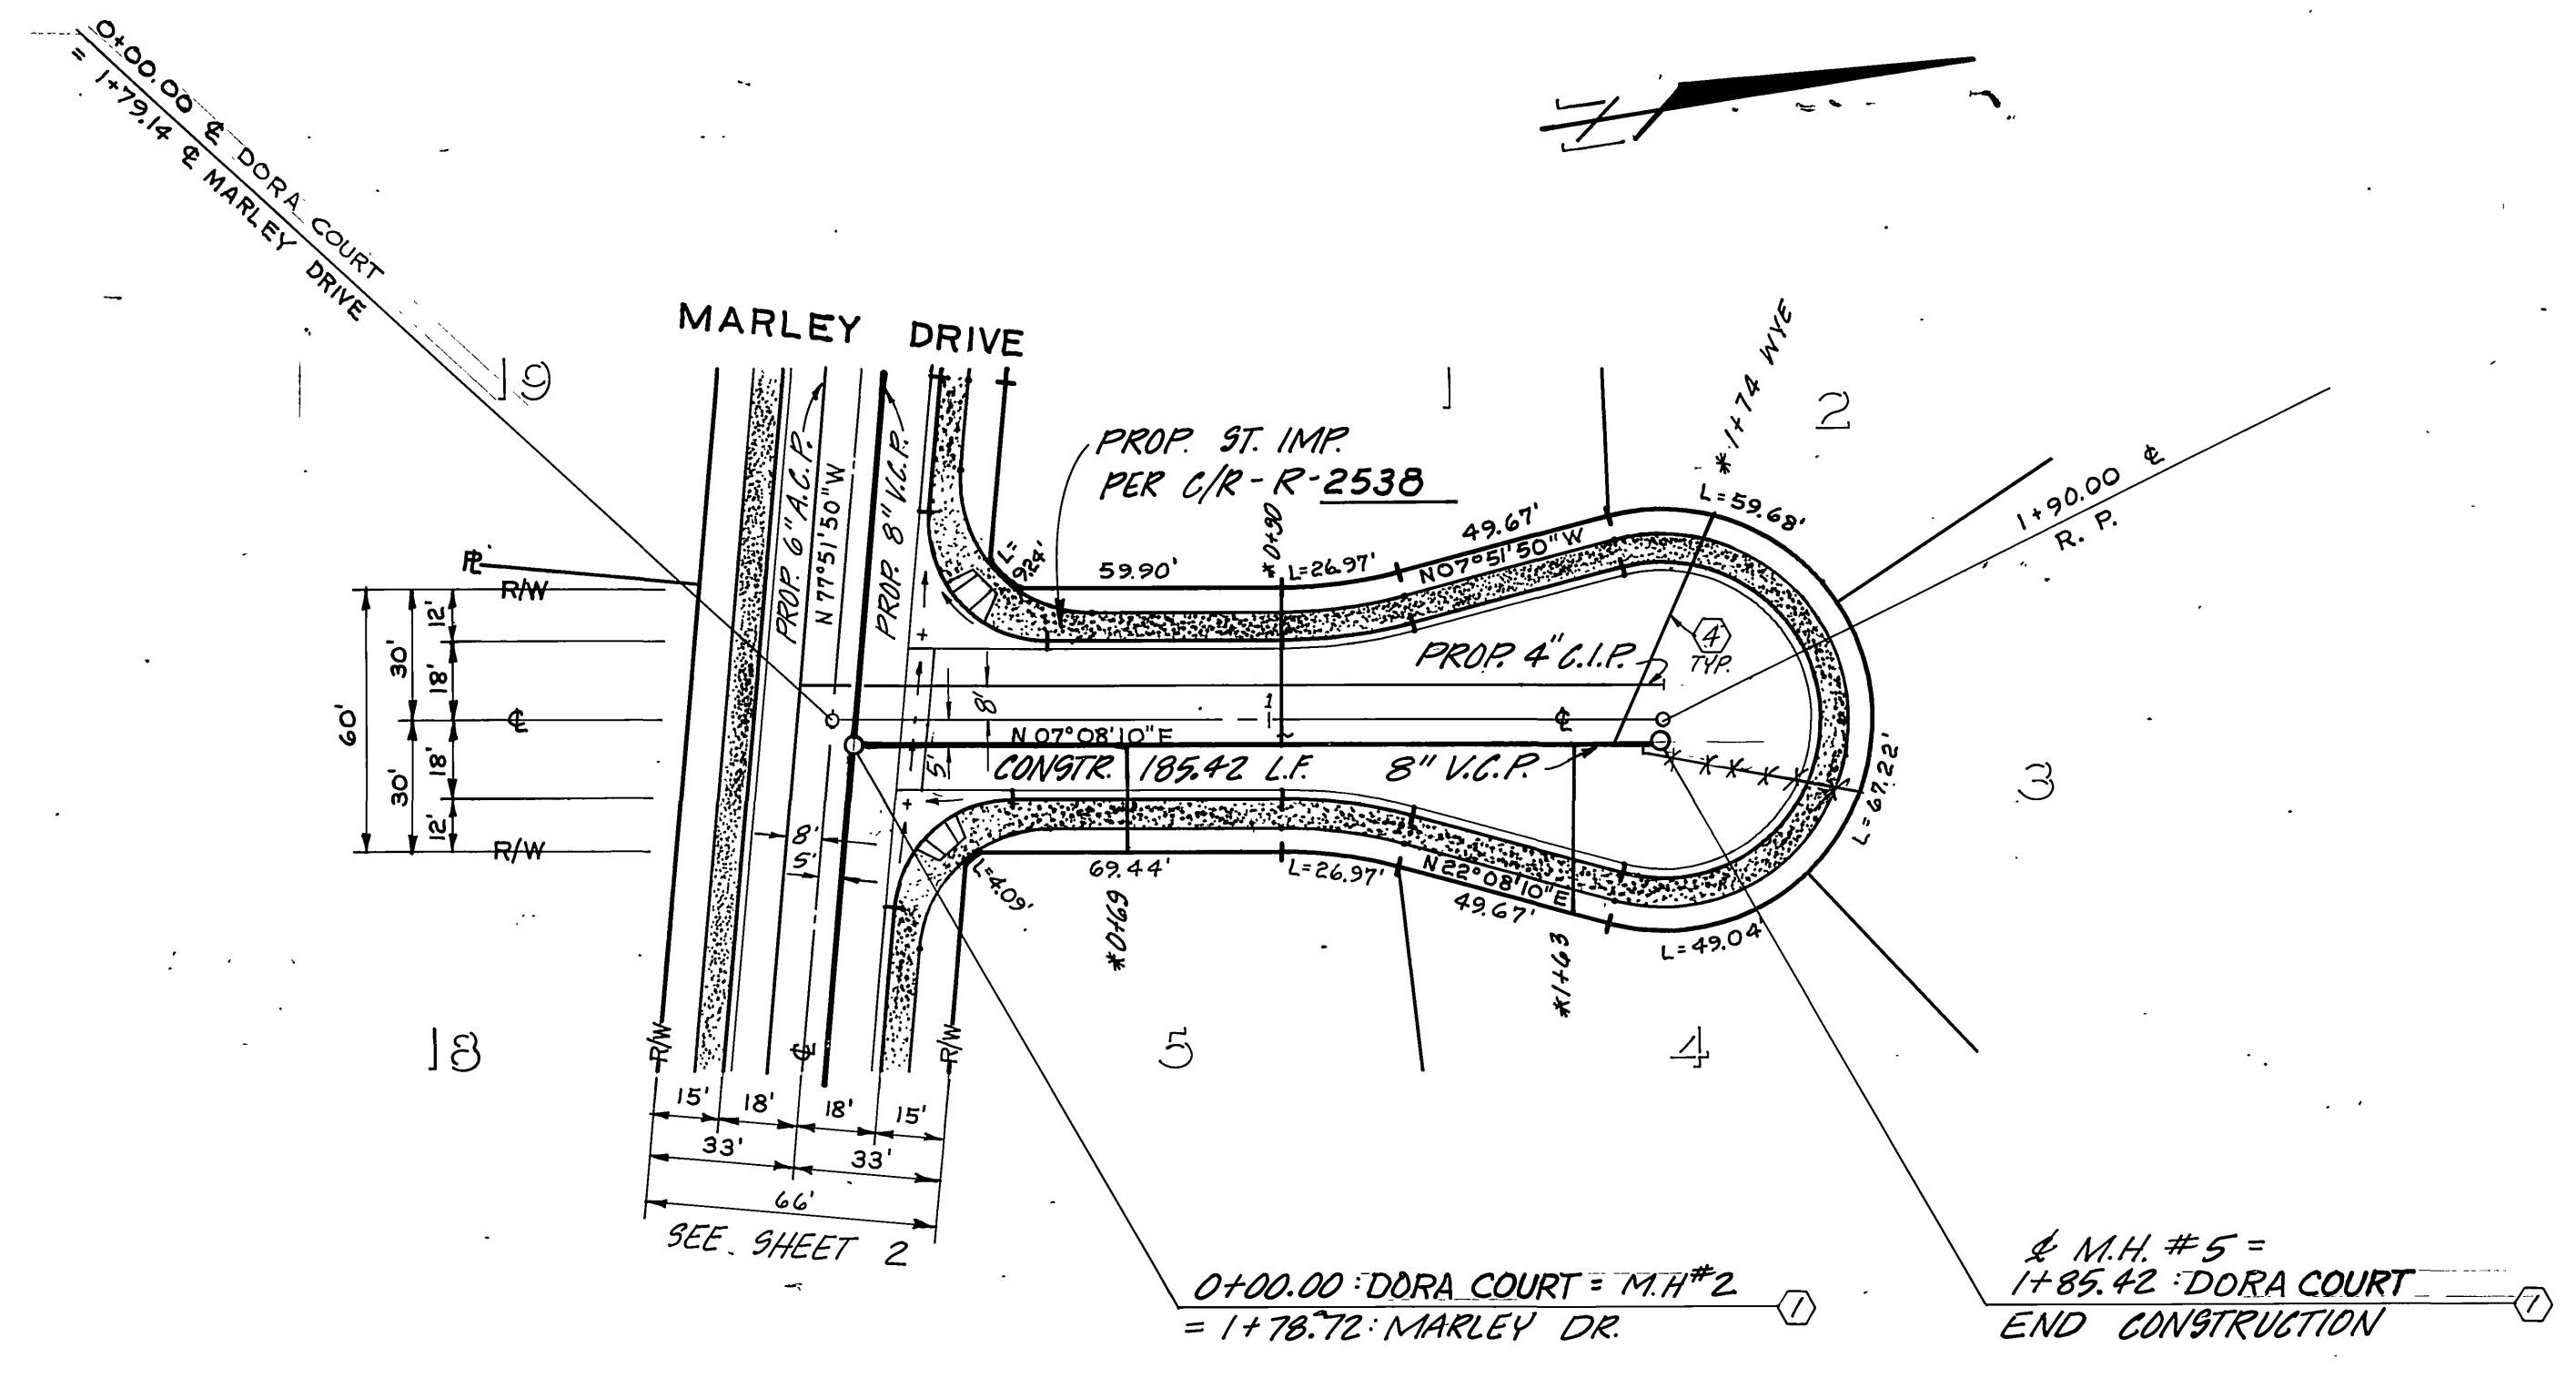 0+00.00 ℄ DORA COURT
= 1+79.14 ℄ MARLEY DRIVE
19
MARLEY DRIVE
1
2
*1+74 WYE
PROP. ST. IMP.
PER C/R-R-2538
PROP. 6" A.C.P.
N 77°51'50" W
PROP. 8" V.C.P.
L=59.68'
1+90.00 ℄
R. P.
49.67'
N07°51'50" W
*0+90
L=26.97'
59.90'
L=
9.24'
PL
R/W
12'
30'
18'
60'
℄
18'
30'
12'
R/W
4
TYP.
PROP. 4" C.I.P.
8'
1
℄
N 07°08'10" E
5'
CONSTR. 185.42 L.F. 8" V.C.P.
3
L=67.22'
8'
5'
L=4.09'
69.44'
*0+69
L=26.97'
N 22°08'10" E
49.67'
*1+63
L=49.04'
18
R/W
℄
R/W
5
4
15'
18'
18'
15'
33'
33'
66'
SEE SHEET 2
0+00.00 : DORA COURT = M.H #2
1
= 1+78.72 : MARLEY DR.
℄ M.H. #5 =
1+85.42 : DORA COURT
1
END CONSTRUCTION